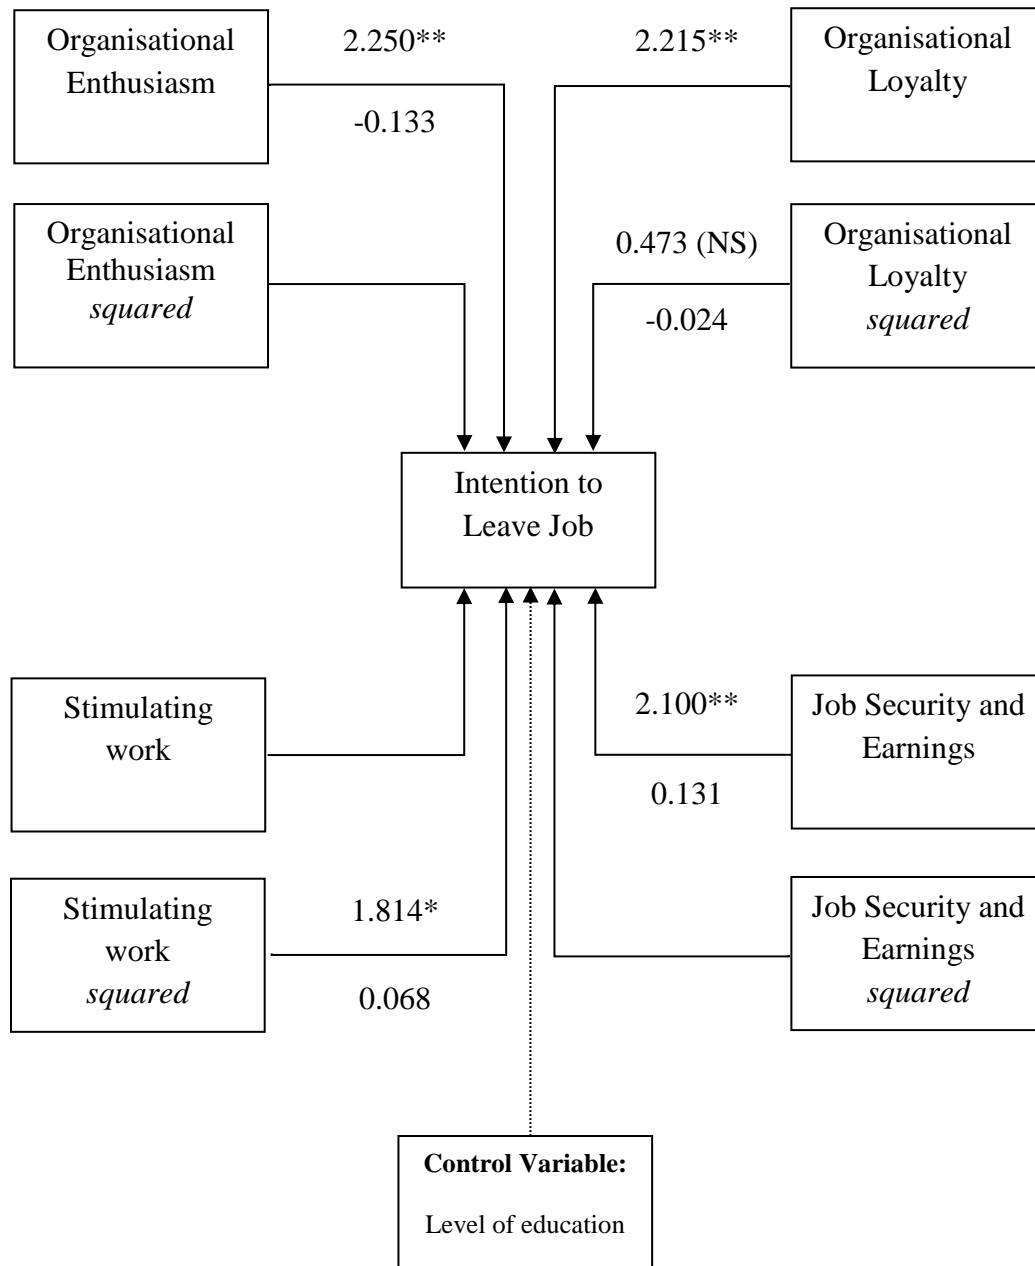 Organisational
Enthusiasm
2.250**
-0.133
2.215**
Organisational
Loyalty
Organisational
Enthusiasm
squared
0.473 (NS)
-0.024
Organisational
Loyalty
squared
Intention to
Leave Job
Stimulating
work
2.100**
0.131
Job Security and
Earnings
Stimulating
work
squared
1.814*
0.068
Job Security and
Earnings
squared
Control Variable:
Level of education